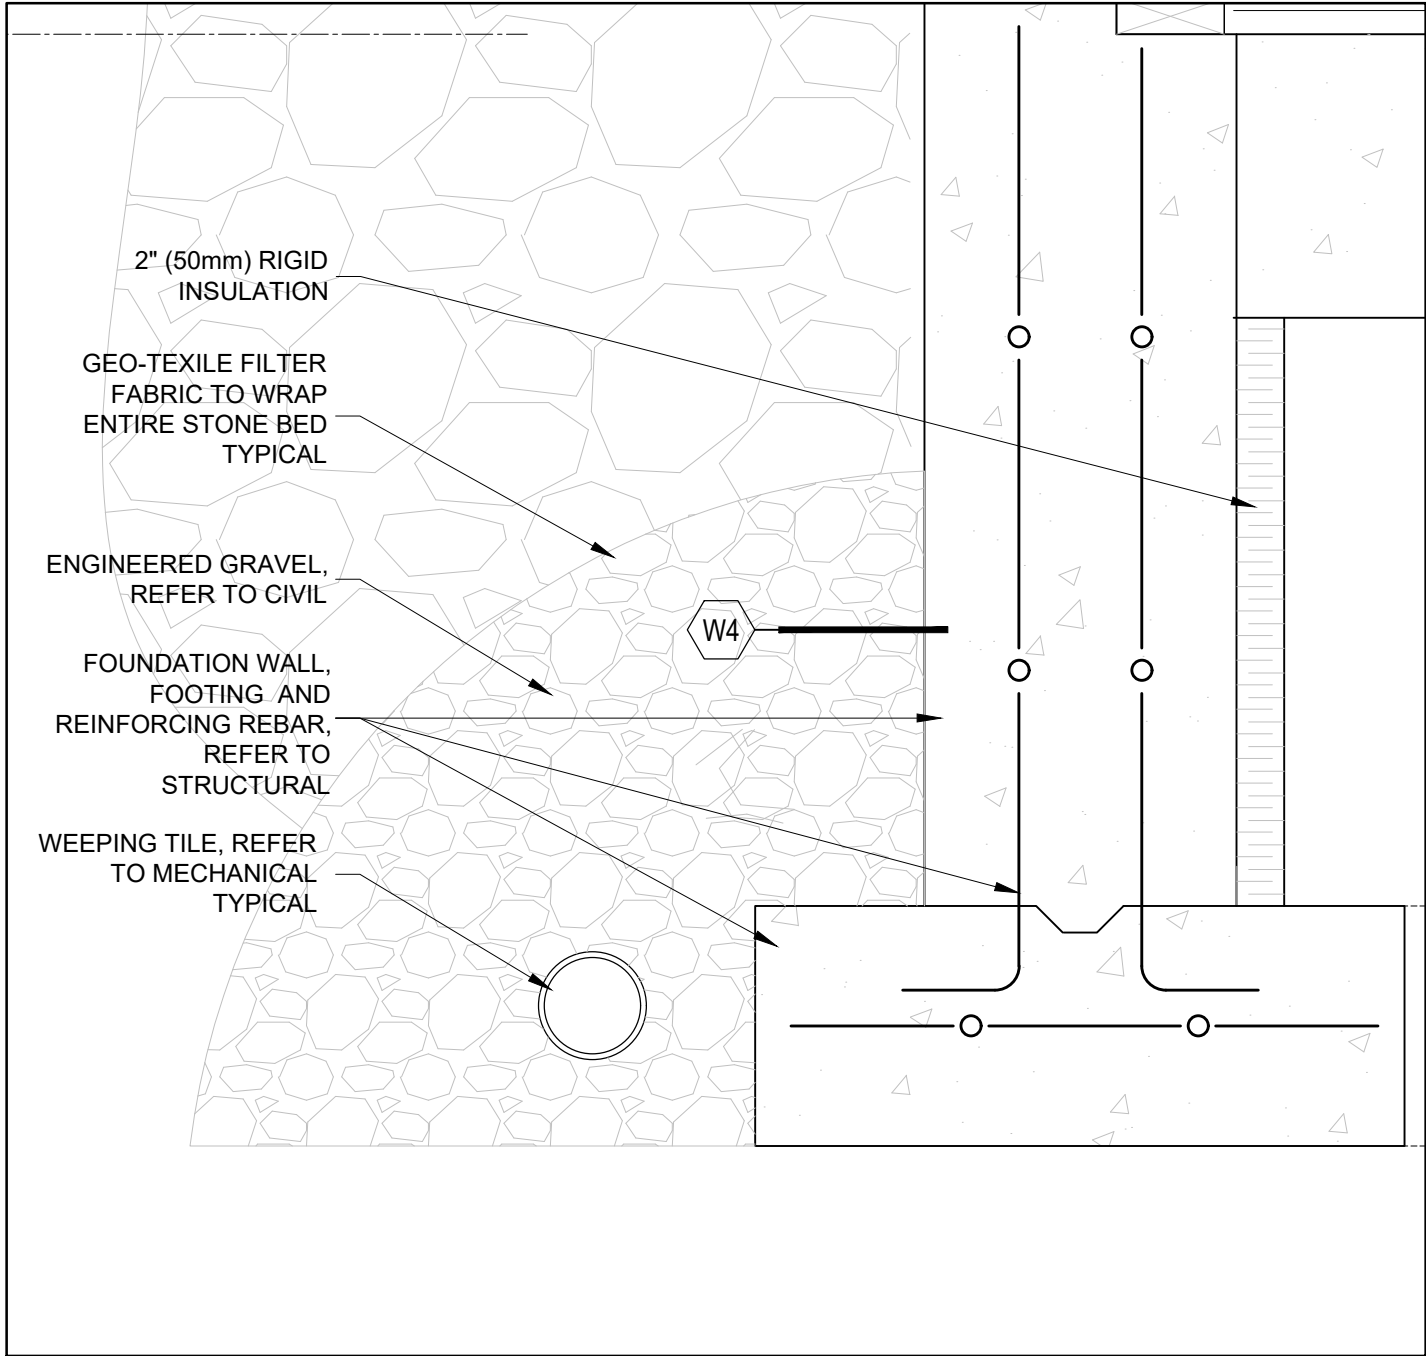 2" (50mm) RIGID
INSULATION
GEO-TEXILE FILTER
FABRIC TO WRAP
ENTIRE STONE BED
TYPICAL
ENGINEERED GRAVEL,
REFER TO CIVIL
W4
FOUNDATION WALL,
FOOTING AND
REINFORCING REBAR,
REFER TO
STRUCTURAL
WEEPING TILE, REFER
TO MECHANICAL
TYPICAL